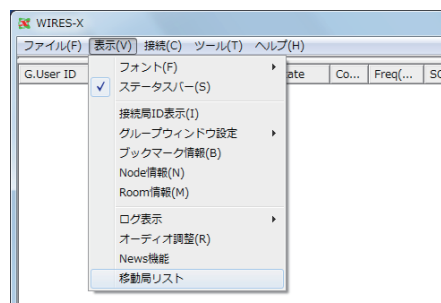 WIRES-X
ファイル(F) 表示(V) 接続(C) ツール(T) ヘルプ(H)
G.User ID ate Co... Freq(... SC
フォント(F)
ステータスバー(S)
接続局ID表示(I)
グループウィンドウ設定
ブックマーク情報(B)
Node情報(N)
Room情報(M)
ログ表示
オーディオ調整(R)
News機能
移動局リスト